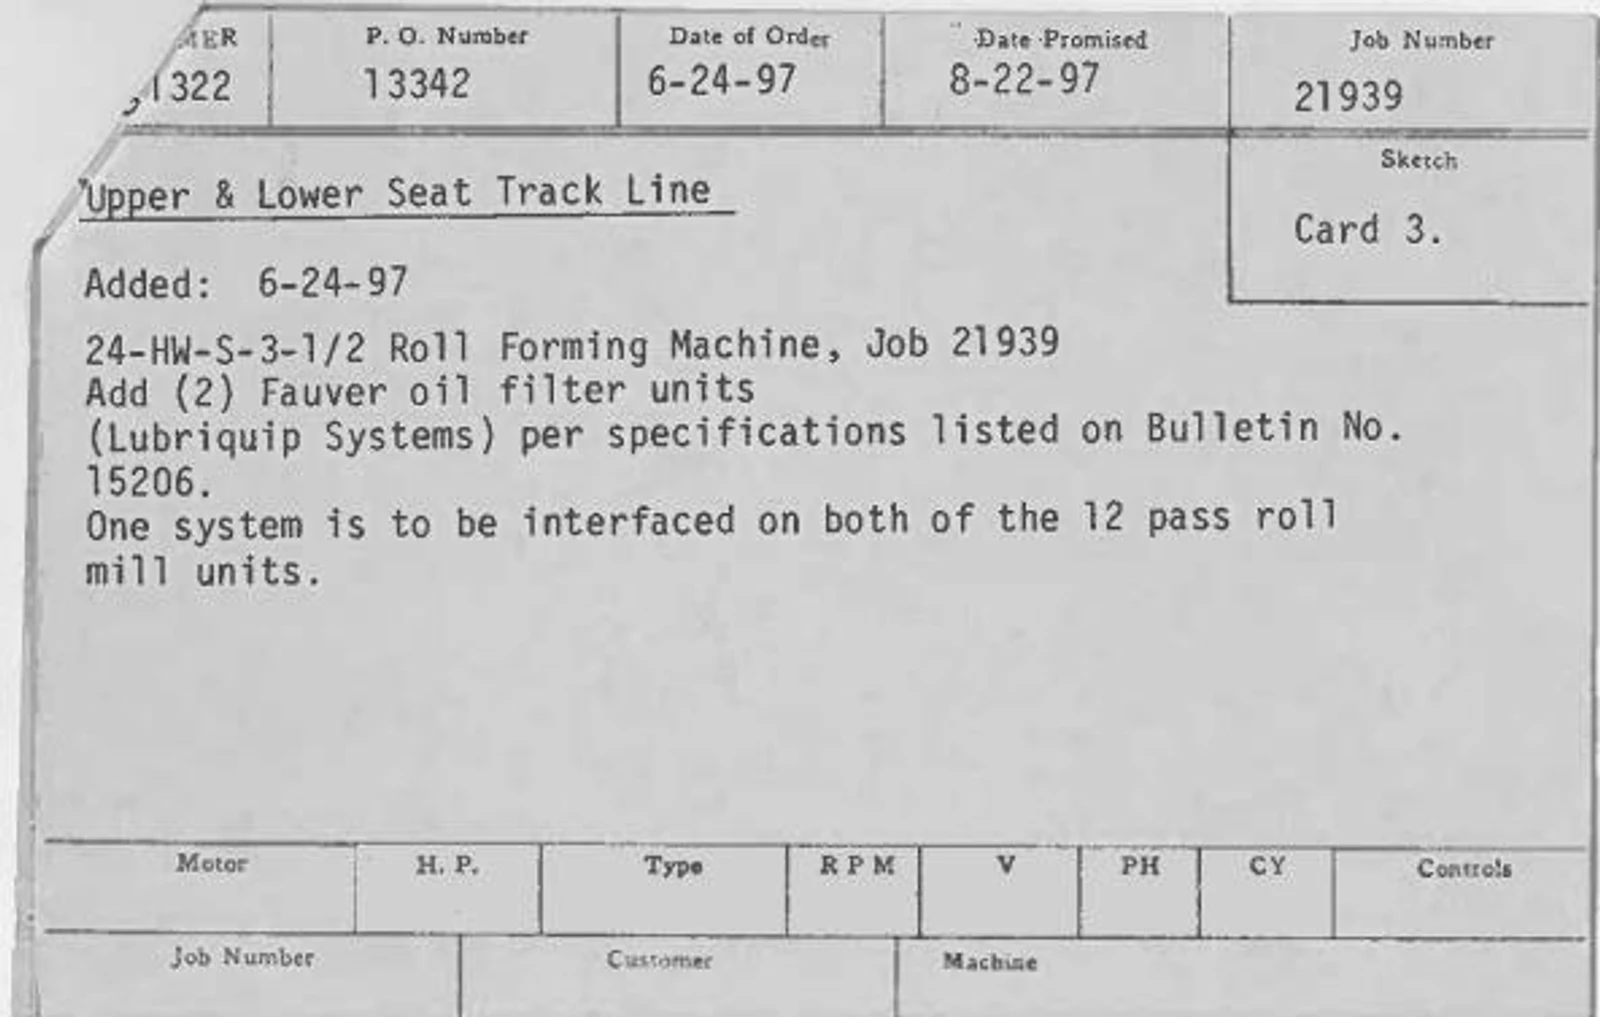 P. O. Number Date of Order Date Promised Job Number
1322 13342 6-24-97 8-22-97 21939
Sketch
Upper & Lower Seat Track Line
Card 3.
Added: 6-24-97
24-HW-S-3-1/2 Roll Forming Machine, Job 21939
Add (2) Fauver oil filter units
(Lubriquip Systems) per specifications listed on Bulletin No.
15206.
One system is to be interfaced on both of the 12 pass roll
mill units.
Motor H. P. Type R P M V PH CY Controls
Job Number Customer Machine